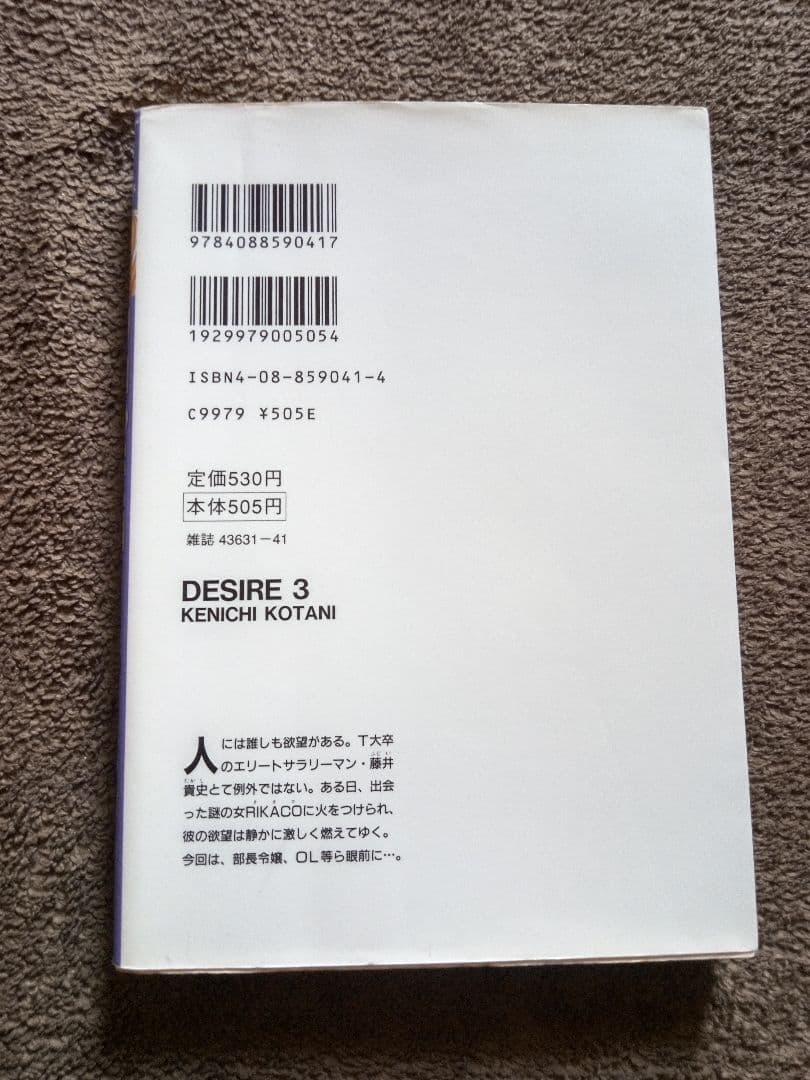 9784088590417
1929979005054
ISBN4-08-859041-4
C9979 ¥505E
定価530円
本体505円
雑誌 43631-41
DESIRE 3
KENICHI KOTANI
人には誰しも欲望がある。T大卒
のエリートサラリーマン・藤井
貴史とて例外ではない。ある日、出会
った謎の女RIKACOに火をつけられ、
彼の欲望は静かに激しく燃えてゆく。
今回は、部長令嬢、OL等ら眼前に…。